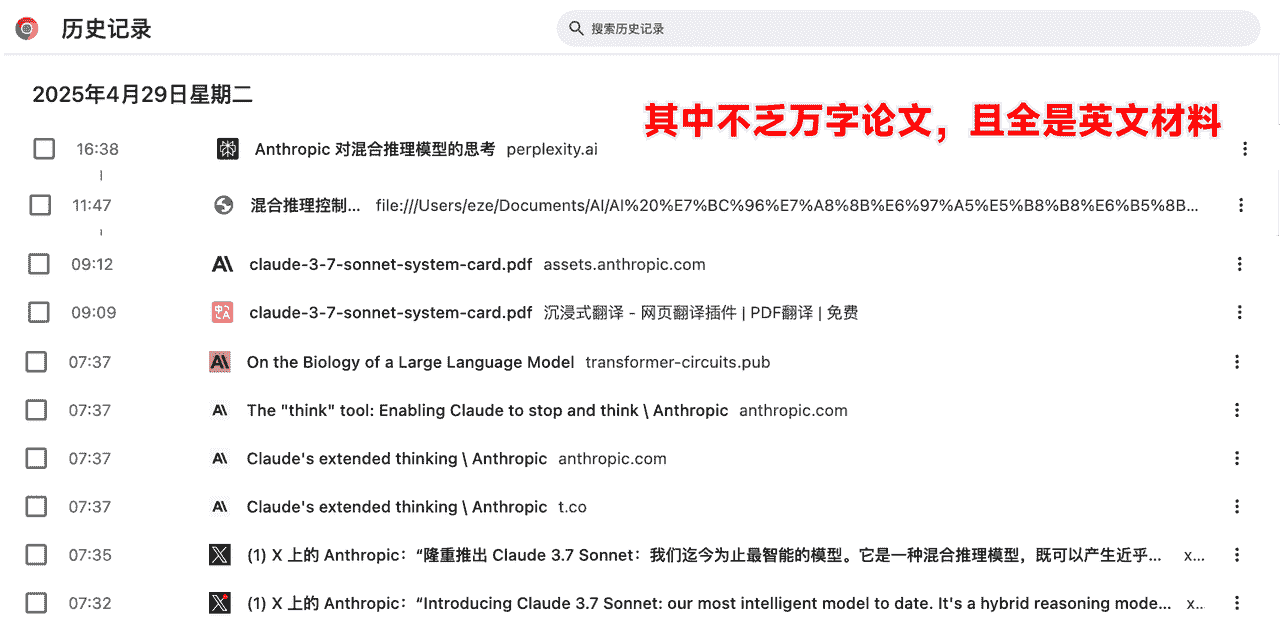 历史记录
搜索历史记录
2025年4月29日星期二
其中不乏万字论文，且全是英文材料
16:38 Anthropic 对混合推理模型的思考 perplexity.ai
11:47 混合推理控制... file:///Users/eze/Documents/AI/AI%20%E7%BC%96%E7%A8%8B%E6%97%A5%E5%B8%B8%E6%B5%8B%E...
09:12 claude-3-7-sonnet-system-card.pdf assets.anthropic.com
09:09 claude-3-7-sonnet-system-card.pdf 沉浸式翻译 - 网页翻译插件 | PDF翻译 | 免费
07:37 On the Biology of a Large Language Model transformer-circuits.pub
07:37 The "think" tool: Enabling Claude to stop and think \ Anthropic anthropic.com
07:37 Claude's extended thinking \ Anthropic anthropic.com
07:37 Claude's extended thinking \ Anthropic t.co
07:35 (1) X 上的 Anthropic：“隆重推出 Claude 3.7 Sonnet：我们迄今为止最智能的模型。它是一种混合推理模型，既可以产生近乎... x...
07:32 (1) X 上的 Anthropic：“Introducing Claude 3.7 Sonnet: our most intelligent model to date. It's a hybrid reasoning mode... x...